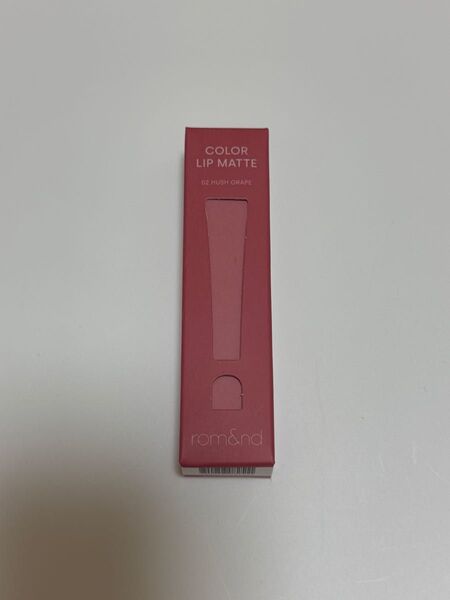 COLOR
LIP MATTE
02 HUSH GRAPE
rom&nd